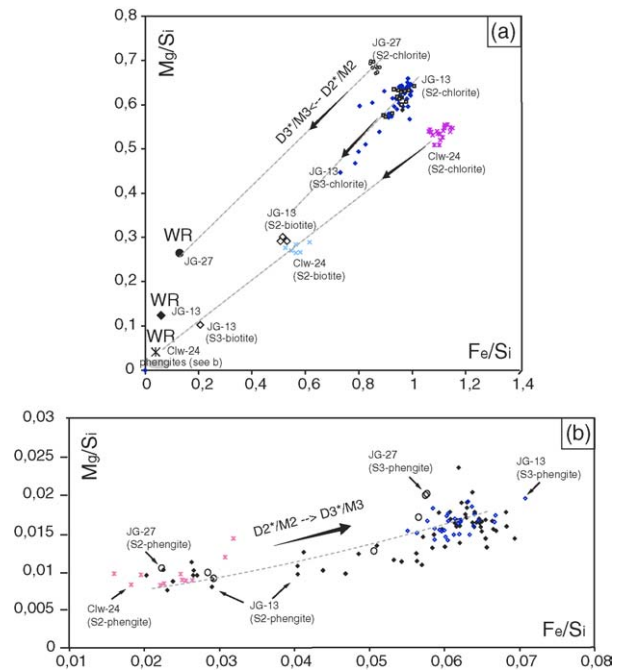 Mg/Si
(a)
0,8
0,7
0,6
0,5
0,4
0,3
0,2
0,1
0
0
0,2
0,4
0,6
0,8
1
1,2
1,4
Fe/Si
JG-27
(S2-chlorite)
JG-13
(S2-chlorite)
D3*/M3<-- D2*/M2
Clw-24
(S2-chlorite)
JG-13
(S3-chlorite)
JG-13
(S2-biotite)
WR
JG-27
Clw-24
(S2-biotite)
WR
JG-13
JG-13
(S3-biotite)
WR
Clw-24
phengites (see b)
Mg/Si
(b)
0,03
0,025
0,02
0,015
0,010
0,005
0
0,01
0,02
0,03
0,04
0,05
0,06
0,07
0,08
Fe/Si
JG-27
(S3-phengite)
JG-13
(S3-phengite)
D2*/M2 --> D3*/M3
JG-27
(S2-phengite)
Clw-24
(S2-phengite)
JG-13
(S2-phengite)